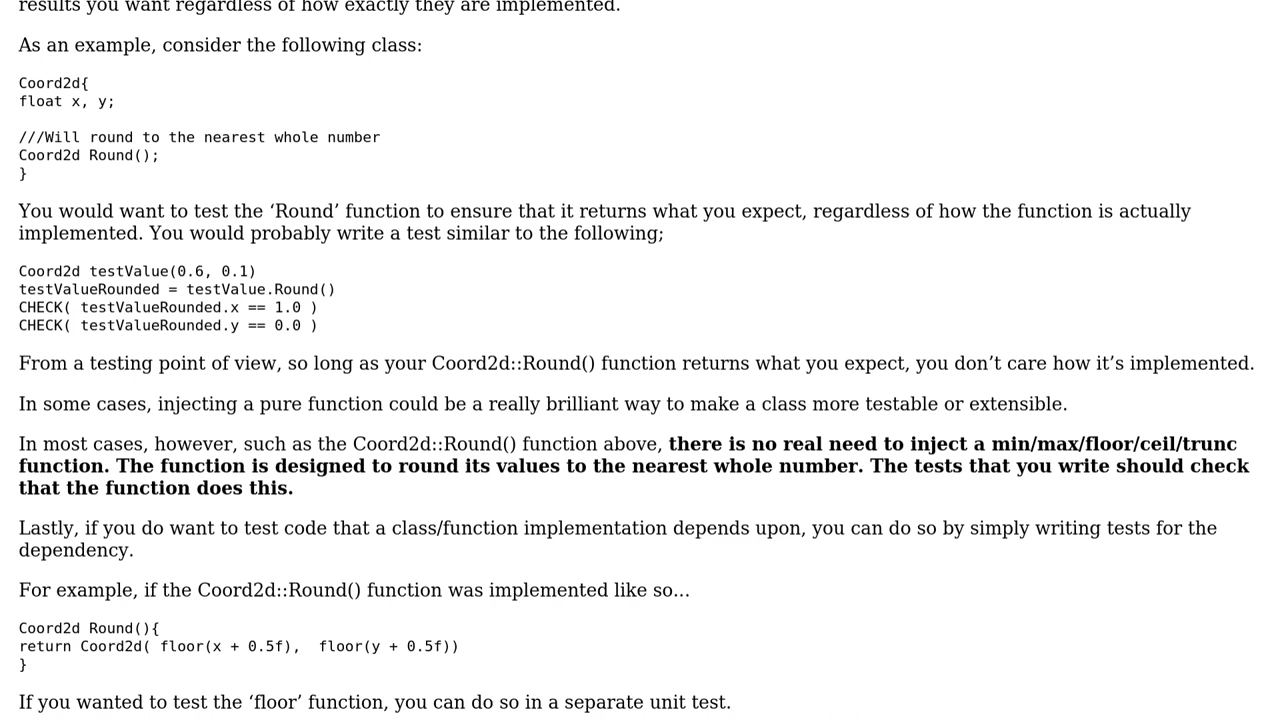 results you want regardless of how exactly they are implemented.
As an example, consider the following class:
Coord2d{
float x, y;
///Will round to the nearest whole number
Coord2d Round();
}
You would want to test the ‘Round’ function to ensure that it returns what you expect, regardless of how the function is actually
implemented. You would probably write a test similar to the following;
Coord2d testValue(0.6, 0.1)
testValueRounded = testValue.Round()
CHECK( testValueRounded.x == 1.0 )
CHECK( testValueRounded.y == 0.0 )
From a testing point of view, so long as your Coord2d::Round() function returns what you expect, you don’t care how it’s implemented.
In some cases, injecting a pure function could be a really brilliant way to make a class more testable or extensible.
In most cases, however, such as the Coord2d::Round() function above, there is no real need to inject a min/max/floor/ceil/trunc
function. The function is designed to round its values to the nearest whole number. The tests that you write should check
that the function does this.
Lastly, if you do want to test code that a class/function implementation depends upon, you can do so by simply writing tests for the
dependency.
For example, if the Coord2d::Round() function was implemented like so…
Coord2d Round(){
return Coord2d( floor(x + 0.5f),  floor(y + 0.5f))
}
If you wanted to test the ‘floor’ function, you can do so in a separate unit test.